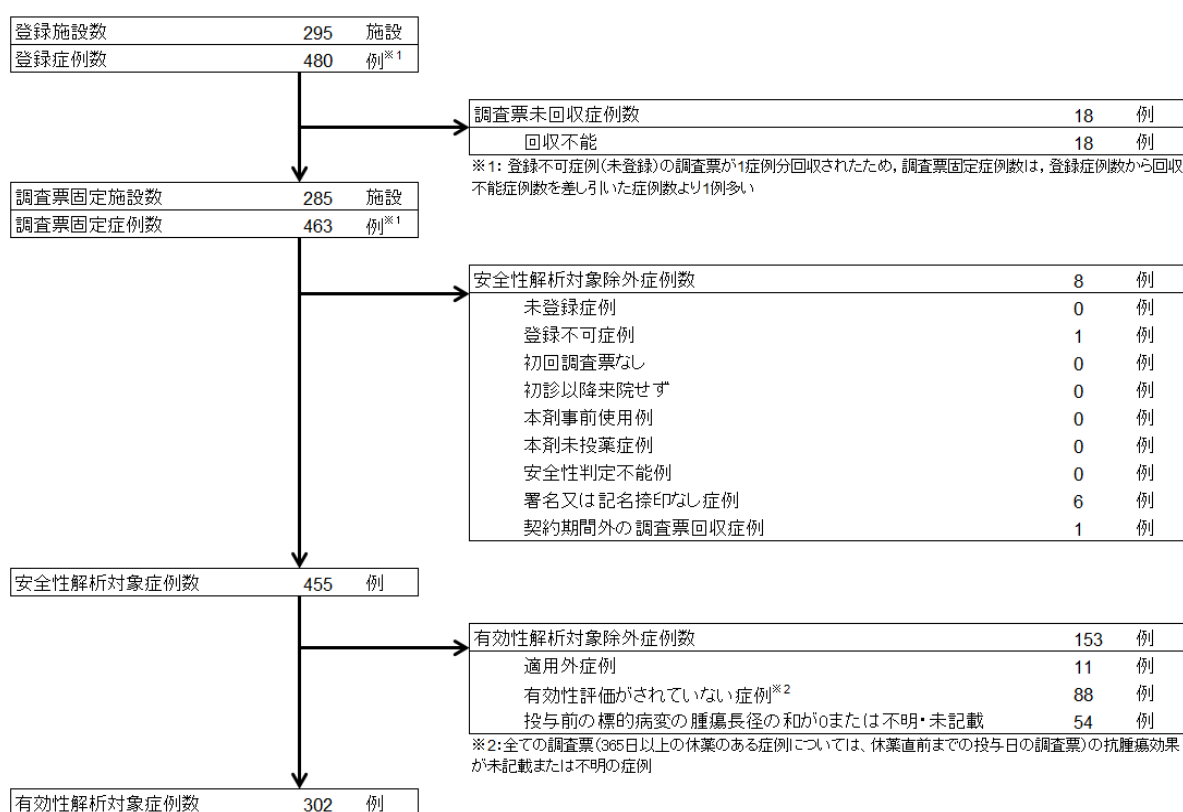 登録施設数 295 施設
登録症例数 480 例※1
調査票未回収症例数 18 例
回収不能 18 例
※1: 登録不可症例(未登録)の調査票が1症例分回収されたため,調査票固定症例数は,登録症例数から回収
不能症例数を差し引いた症例数より1例多い
調査票固定施設数 285 施設
調査票固定症例数 463 例※1
安全性解析対象除外症例数 8 例
未登録症例 0 例
登録不可症例 1 例
初回調査票なし 0 例
初診以降来院せず 0 例
本剤事前使用例 0 例
本剤未投薬症例 0 例
安全性判定不能例 0 例
署名又は記名捺印なし症例 6 例
契約期間外の調査票回収症例 1 例
安全性解析対象症例数 455 例
有効性解析対象除外症例数 153 例
適用外症例 11 例
有効性評価がされていない症例※2 88 例
投与前の標的病変の腫瘍長径の和が0または不明・未記載 54 例
※2:全ての調査票(365日以上の休薬のある症例については、休薬直前までの投与日の調査票)の抗腫瘍効果
が未記載または不明の症例
有効性解析対象症例数 302 例